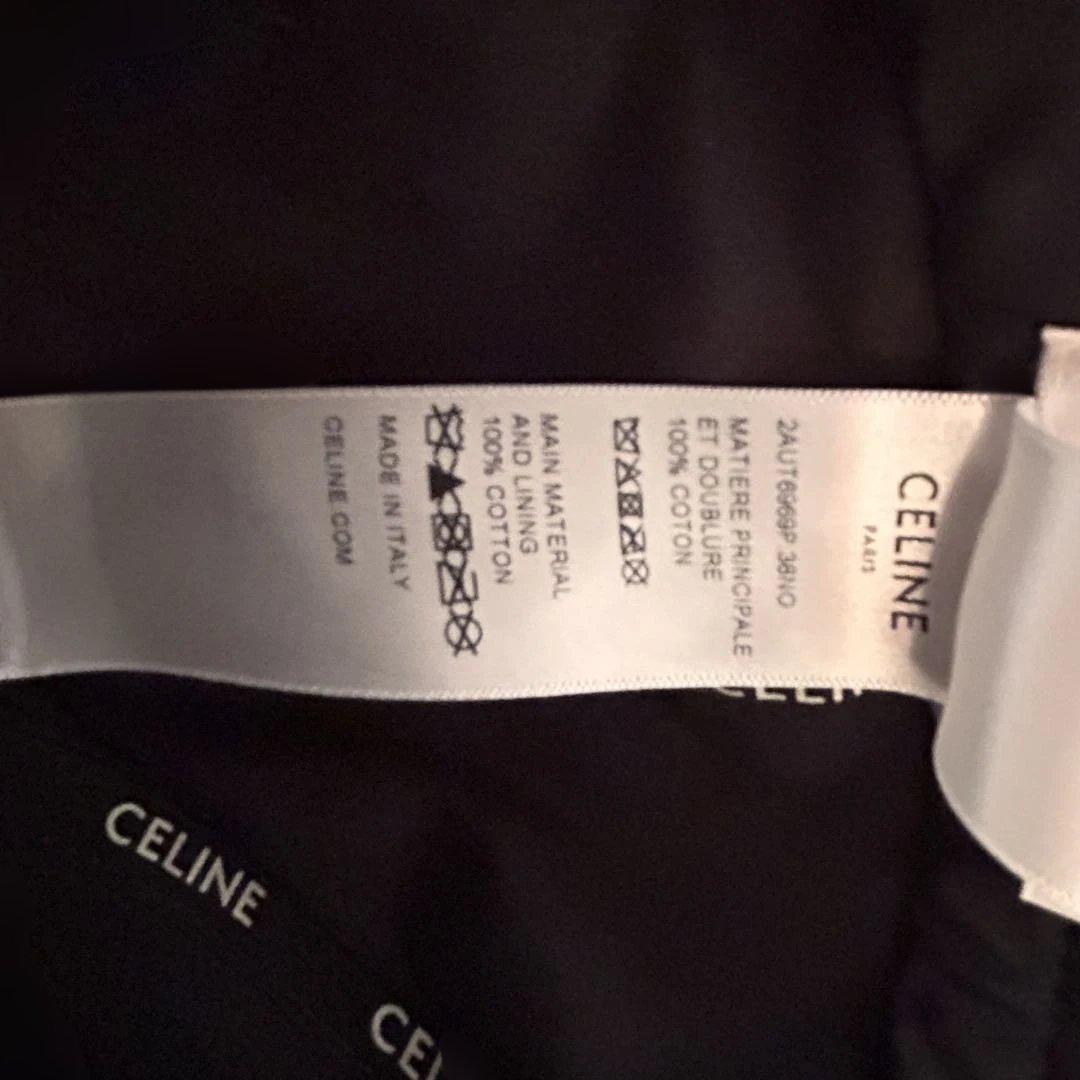 CELINE
PARIS
2AUT6969P 38NO
MATIERE PRINCIPALE
ET DOUBLURE
100% COTON
MAIN MATERIAL
AND LINING
100% COTTON
MADE IN ITALY
CELINE.COM
CELINE